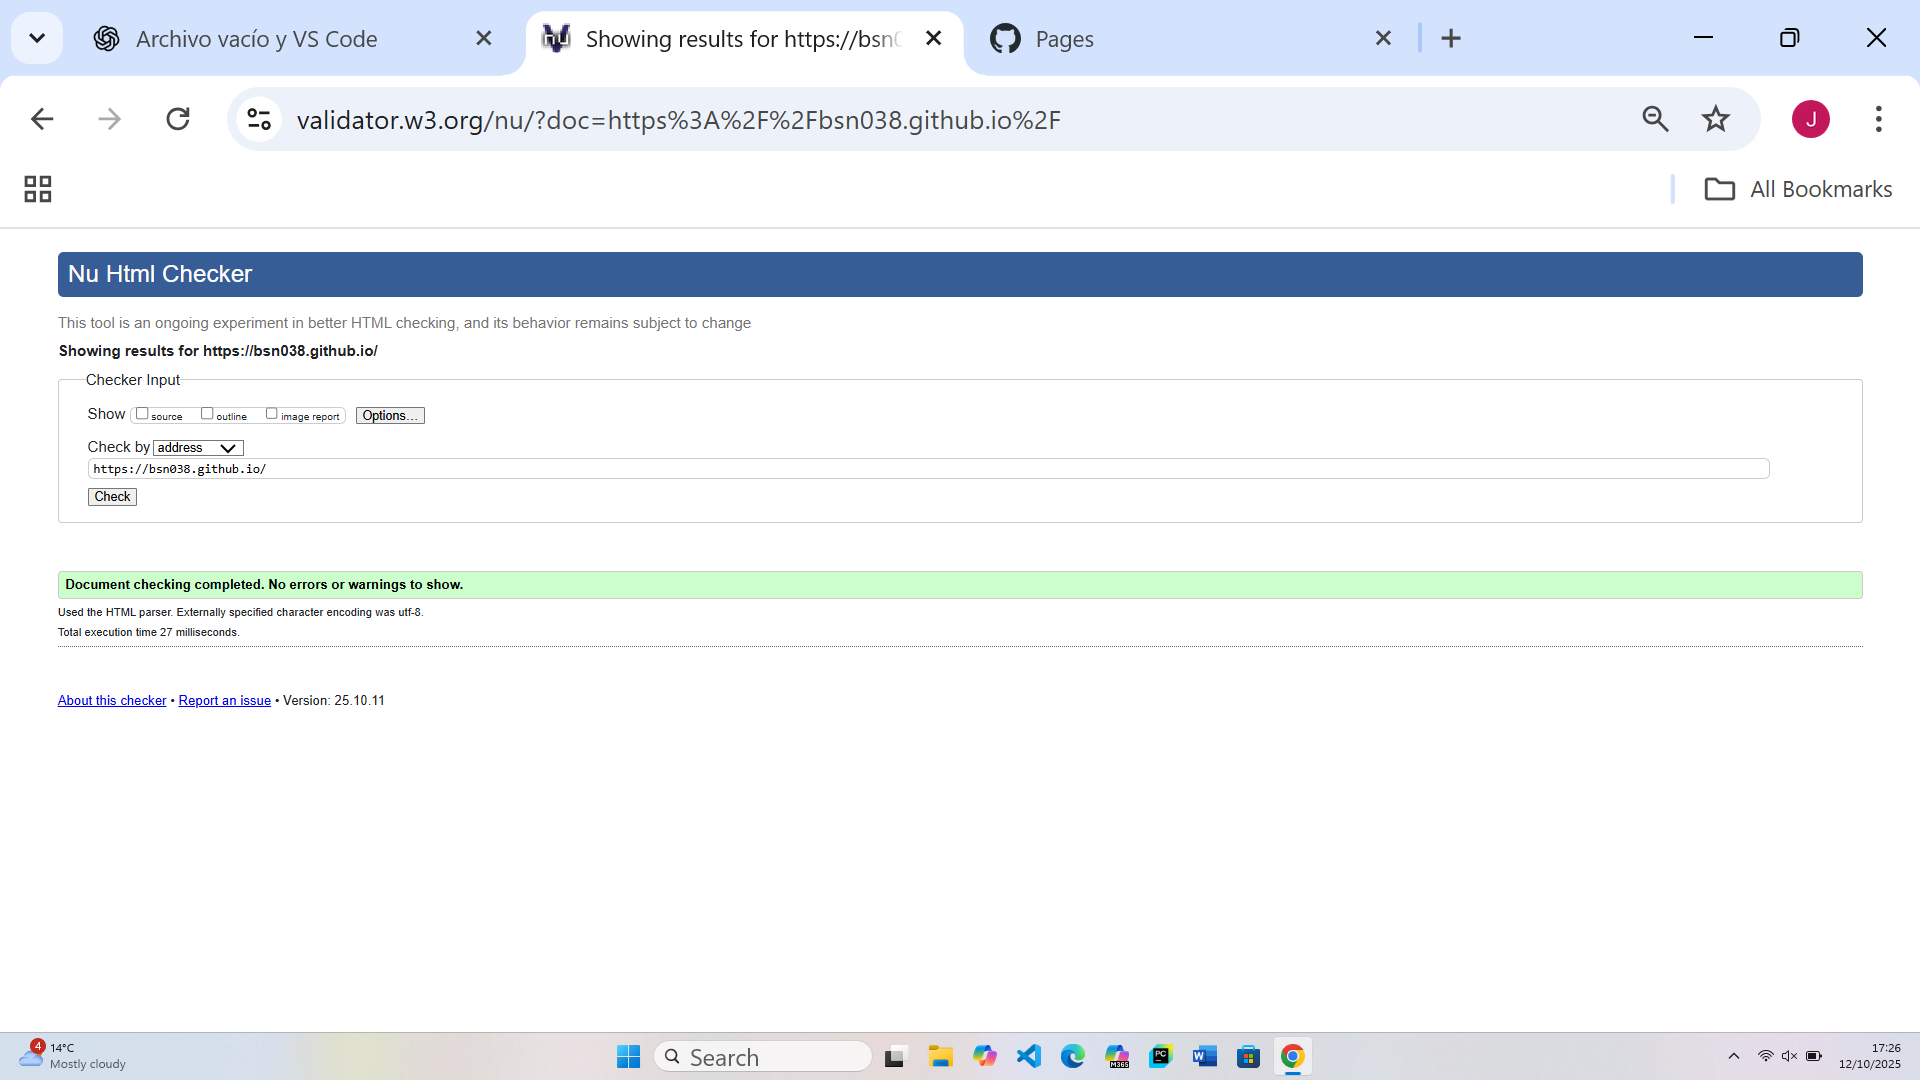 Archivo vacío y VS Code
Showing results for https://bsn0
Pages
validator.w3.org/nu/?doc=https%3A%2F%2Fbsn038.github.io%2F
J
All Bookmarks
Nu Html Checker
This tool is an ongoing experiment in better HTML checking, and its behavior remains subject to change
Showing results for https://bsn038.github.io/
Checker Input
Show source outline image report Options...
Check by address
https://bsn038.github.io/
Check
Document checking completed. No errors or warnings to show.
Used the HTML parser. Externally specified character encoding was utf-8.
Total execution time 27 milliseconds.
About this checker • Report an issue • Version: 25.10.11
4
14°C
Mostly cloudy
Search
M365
PC
W
17:26
12/10/2025